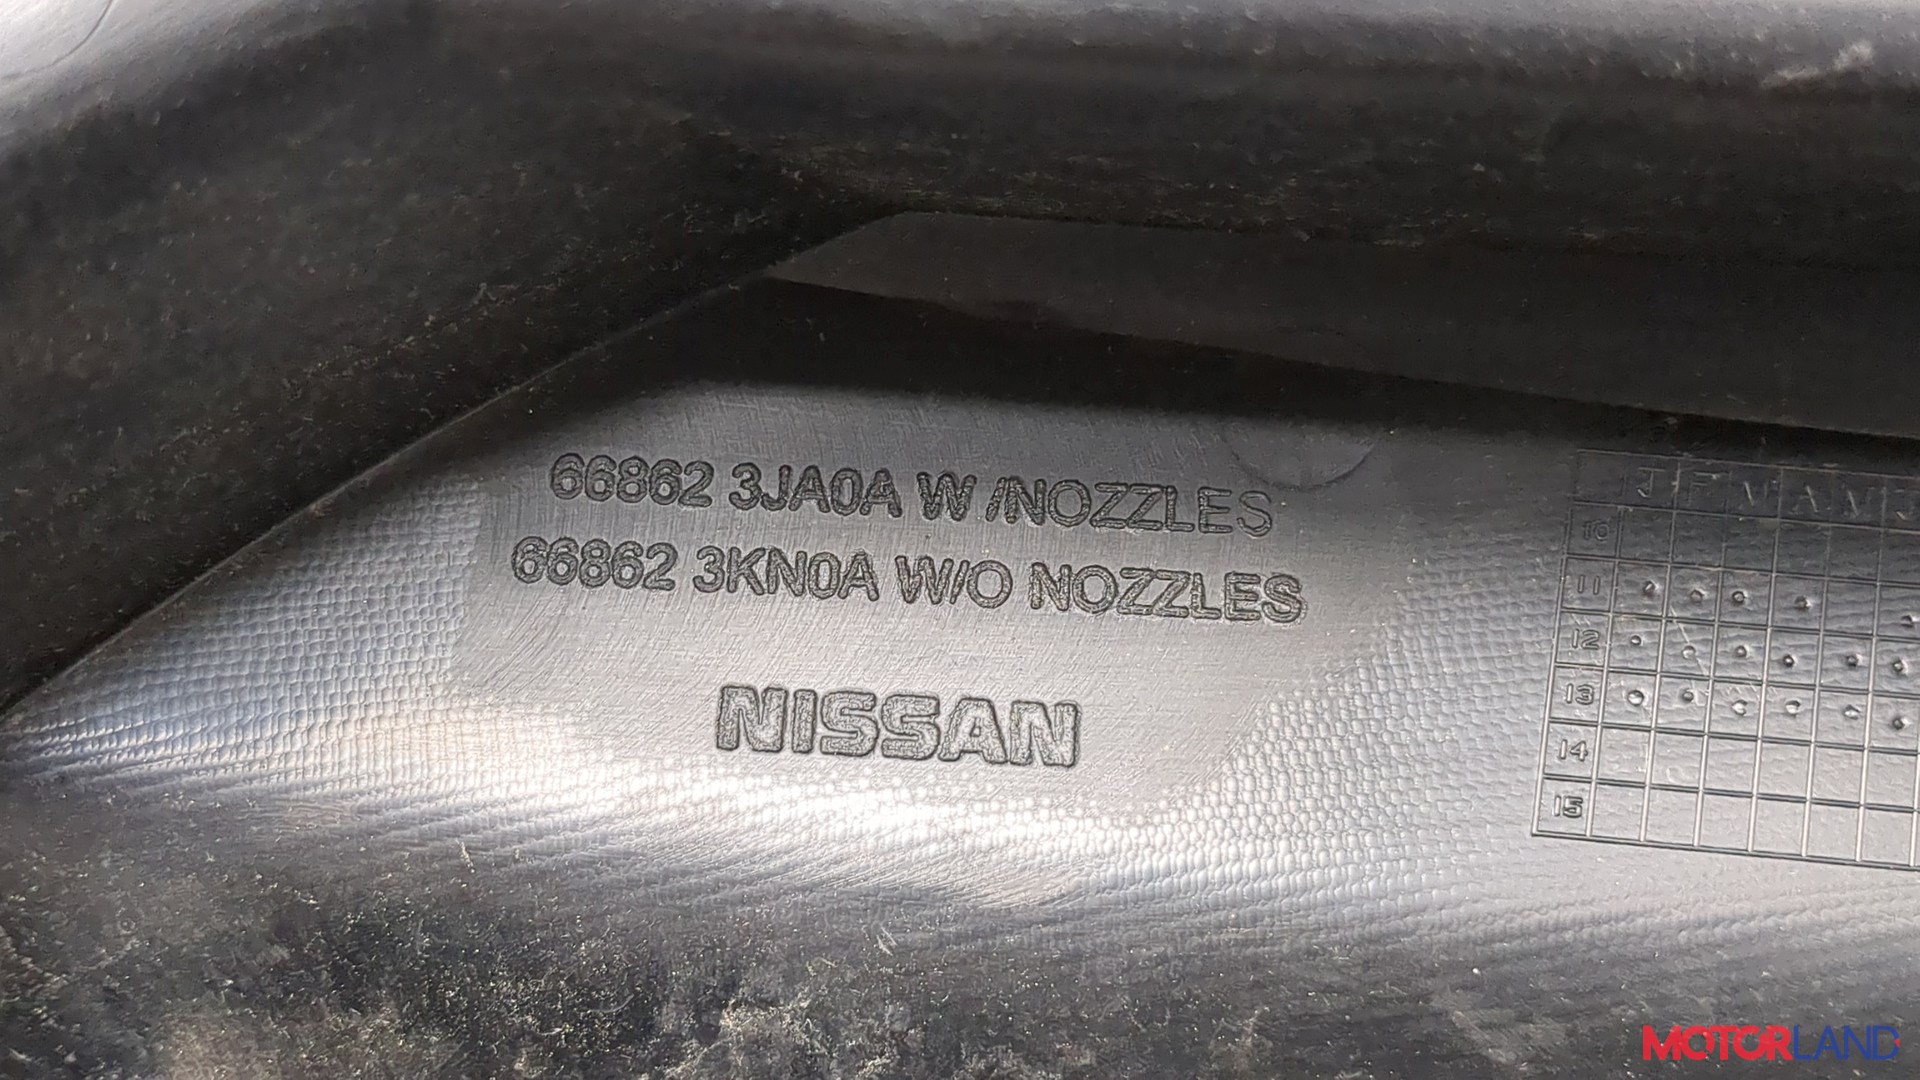 66862 3JA0A W/NOZZLES
66862 3KN0A W/O NOZZLES
NISSAN
J F M A M J
10
11
12
13
14
15
MOTORLAND